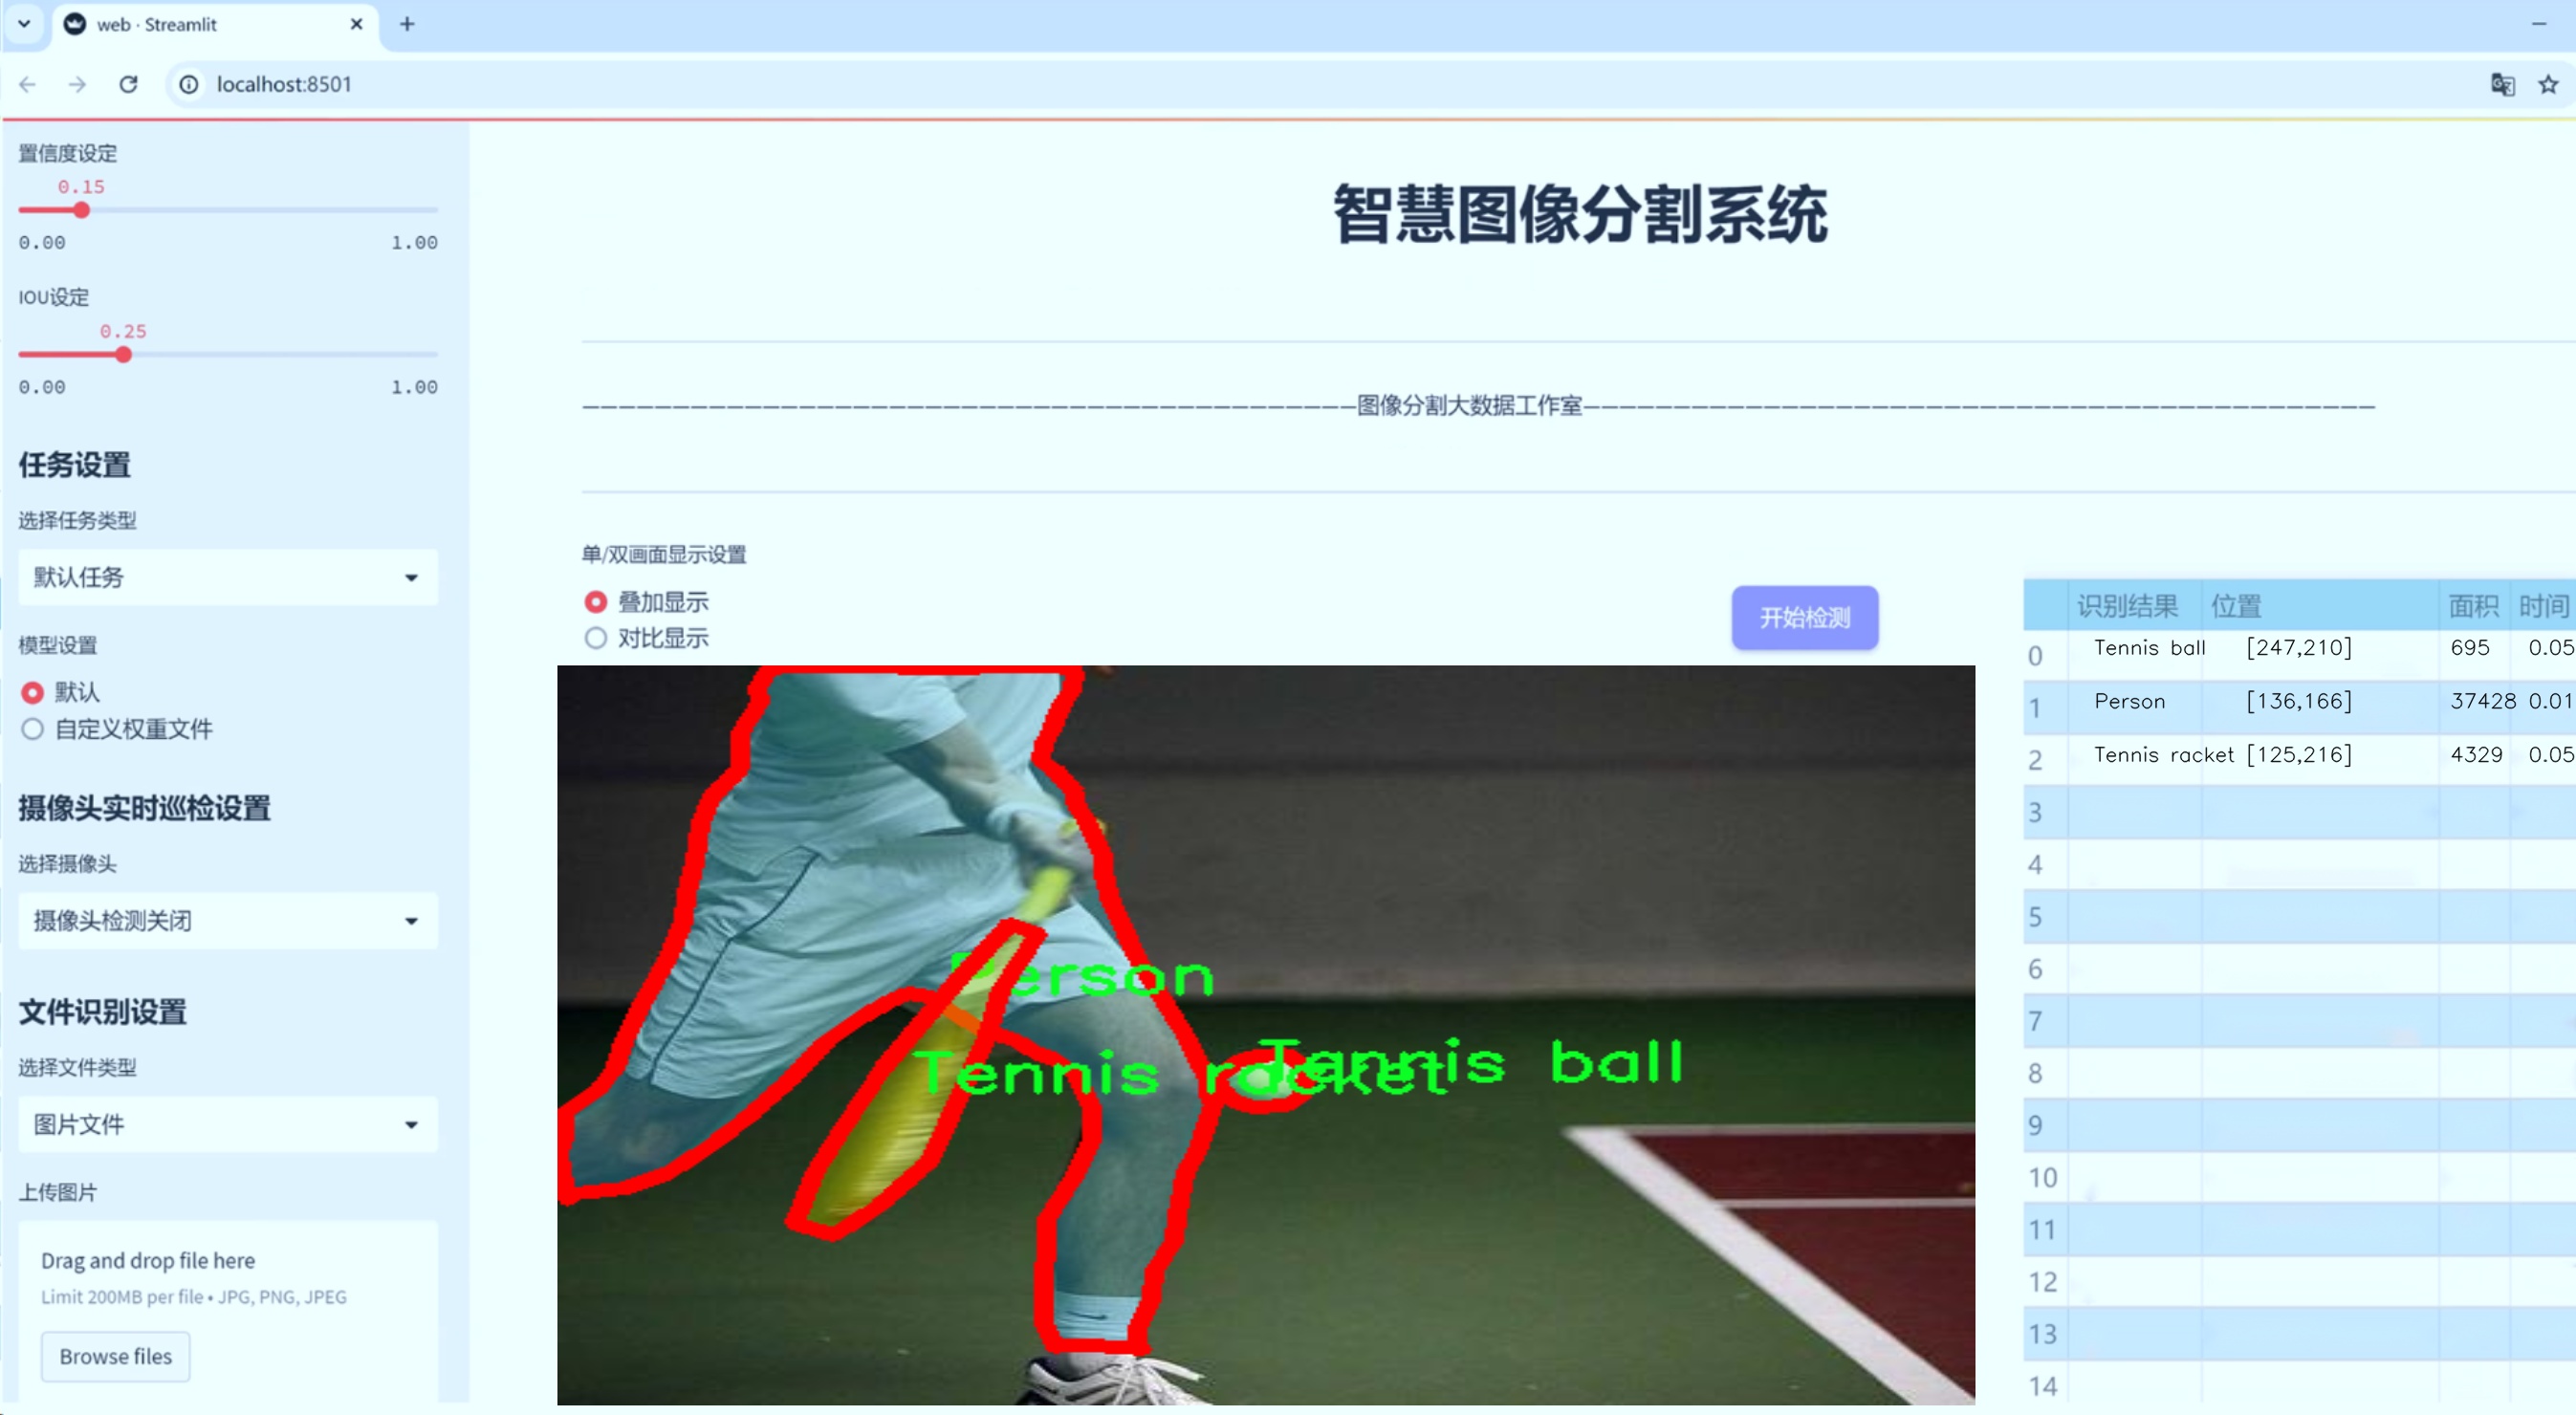 web · Streamlit
localhost:8501
置信度设定
0.15
0.00 1.00
IOU设定
0.25
0.00 1.00
任务设置
选择任务类型
默认任务
模型设置
默认
自定义权重文件
摄像头实时巡检设置
选择摄像头
摄像头检测关闭
文件识别设置
选择文件类型
图片文件
上传图片
Drag and drop file here
Limit 200MB per file • JPG, PNG, JPEG
Browse files
智慧图像分割系统
图像分割大数据工作室
单/双画面显示设置
叠加显示
对比显示
开始检测
Person
Tennis racket
Tennis ball
识别结果 位置 面积 时间
0 Tennis ball [247,210] 695 0.05
1 Person [136,166] 37428 0.01
2 Tennis racket [125,216] 4329 0.05
3
4
5
6
7
8
9
10
11
12
13
14